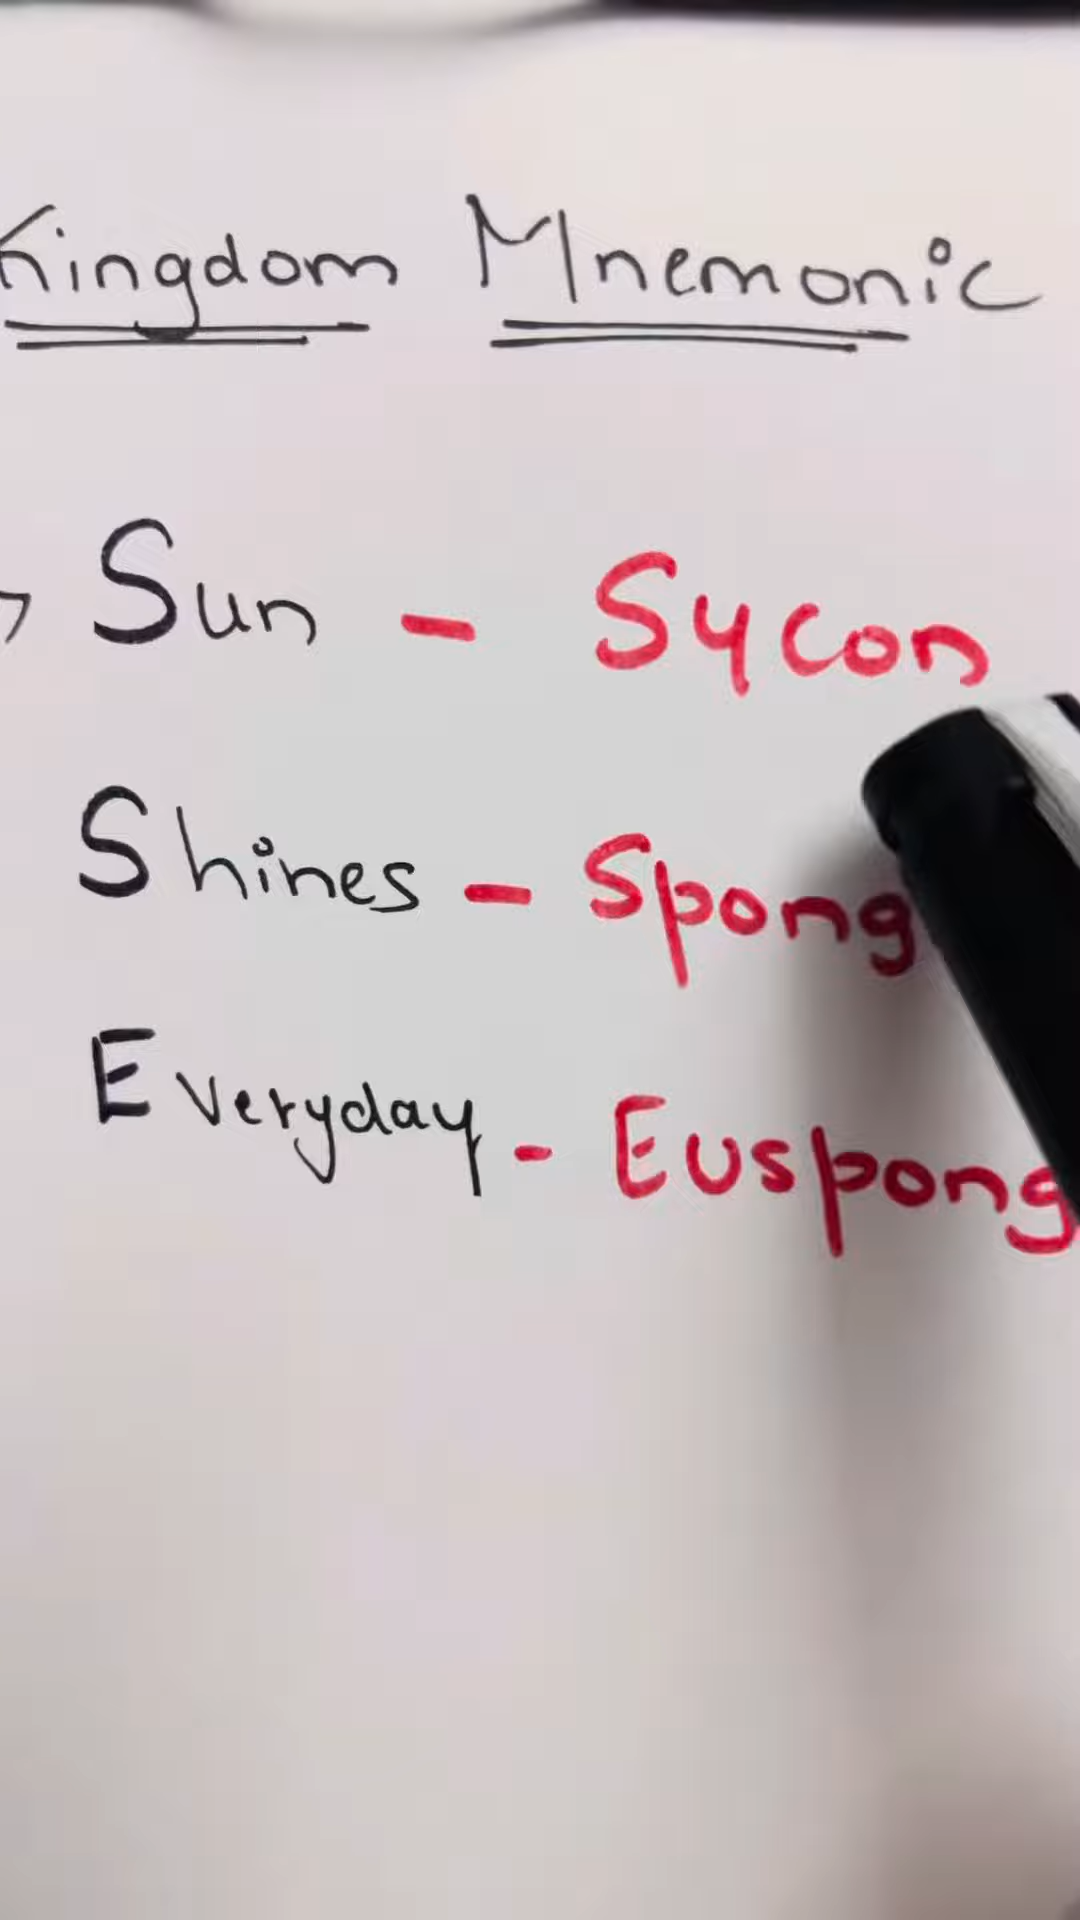 Kingdom Mnemonic
Sun - Sycon
Shines - Spong
Everyday - Euspong